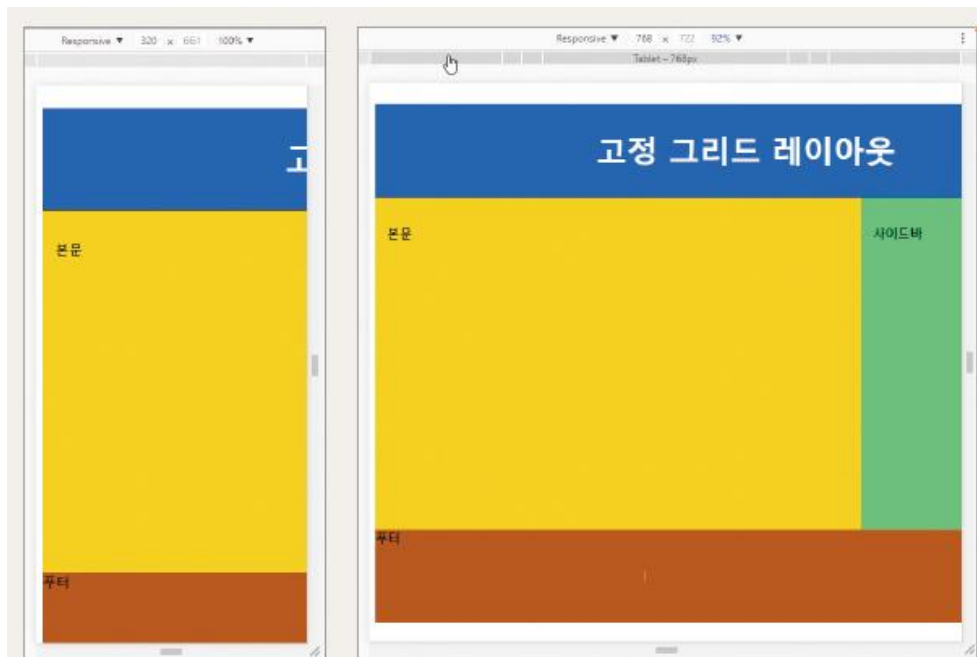 Responsive ▼ 320 x 661 100% ▼
고
본문
푸터
Responsive ▼ 768 x 722 92% ▼
Tablet – 768px
고정 그리드 레이아웃
본문
사이드바
푸터